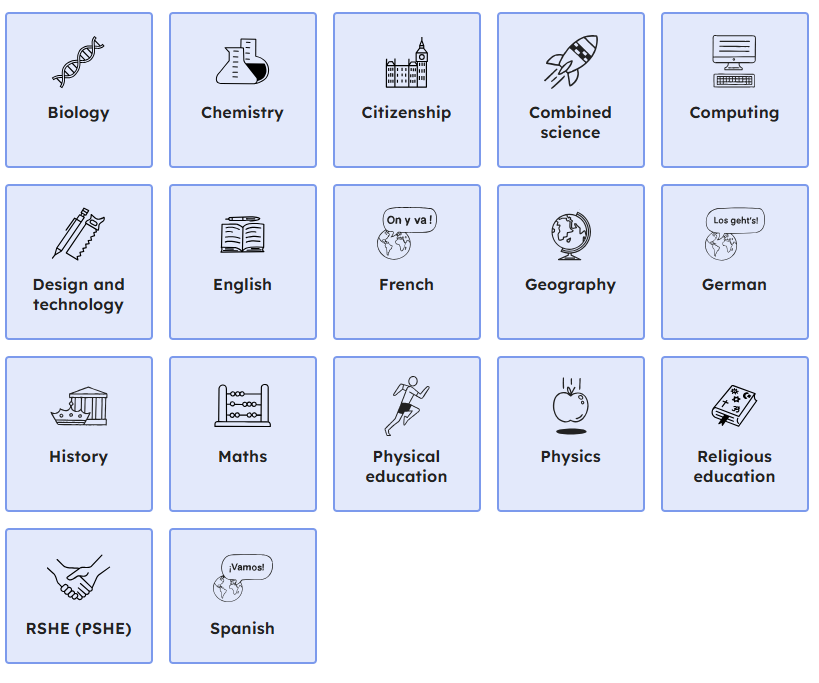 Biology
Chemistry
Citizenship
Combined
science
Computing
Design and
technology
English
On y va !
French
Geography
Los geht's!
German
History
Maths
Physical
education
Physics
Religious
education
RSHE (PSHE)
¡Vamos!
Spanish